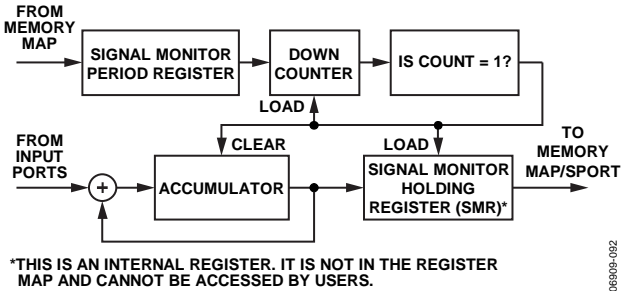 FROM
MEMORY
MAP
SIGNAL MONITOR
PERIOD REGISTER
DOWN
COUNTER
IS COUNT = 1?
LOAD
FROM
INPUT
PORTS
CLEAR
LOAD
TO
MEMORY
MAP/SPORT
+
ACCUMULATOR
SIGNAL MONITOR
HOLDING
REGISTER (SMR)*
*THIS IS AN INTERNAL REGISTER. IT IS NOT IN THE REGISTER
MAP AND CANNOT BE ACCESSED BY USERS.
06909-092